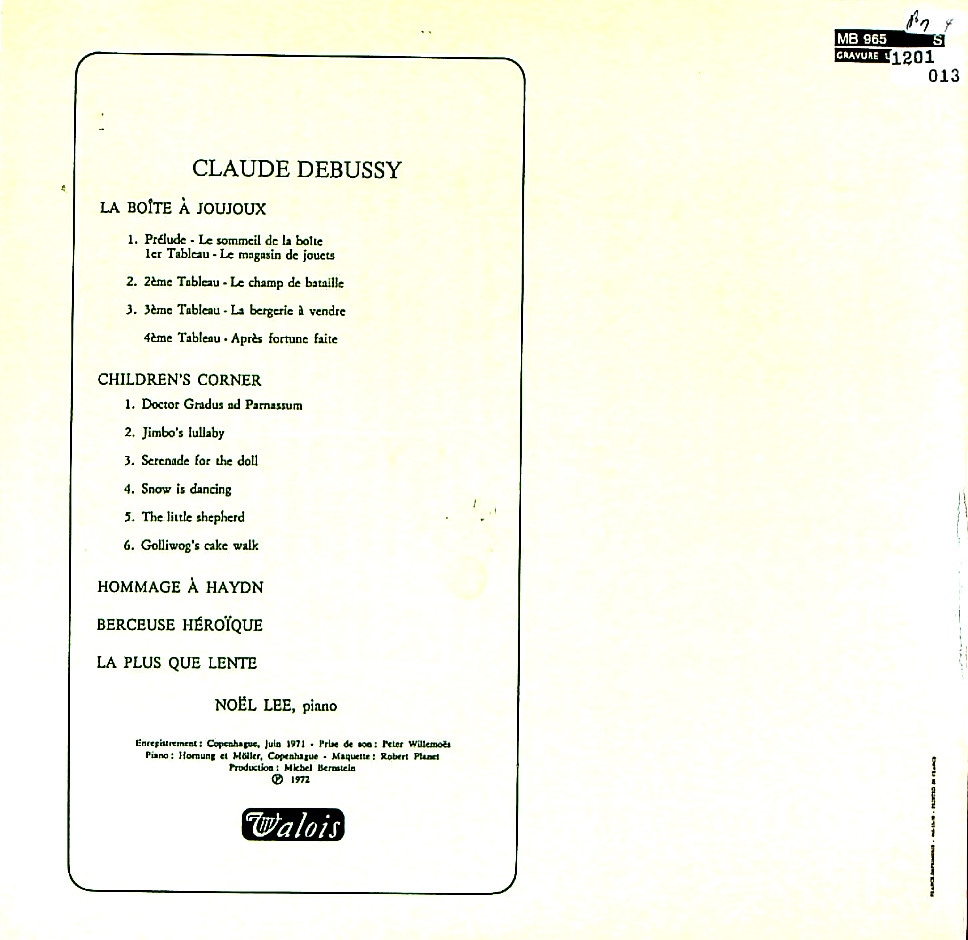 MB 965 S
GRAVURE
1201
013
CLAUDE DEBUSSY
LA BOÎTE À JOUJOUX
1. Prélude - Le sommeil de la boîte
1er Tableau - Le magasin de jouets
2. 2ème Tableau - Le champ de bataille
3. 3ème Tableau - La bergerie à vendre
4ème Tableau - Après fortune faite
CHILDREN'S CORNER
1. Doctor Gradus ad Parnassum
2. Jimbo's lullaby
3. Serenade for the doll
4. Snow is dancing
5. The little shepherd
6. Golliwog's cake walk
HOMMAGE À HAYDN
BERCEUSE HÉROÏQUE
LA PLUS QUE LENTE
NOËL LEE, piano
Enregistrement : Copenhague, Juin 1971 - Prise de son : Peter Willemoës
Piano : Hornung et Möller, Copenhague - Maquette : Robert Planet
Production : Michel Bernstein
℗ 1972
Valois